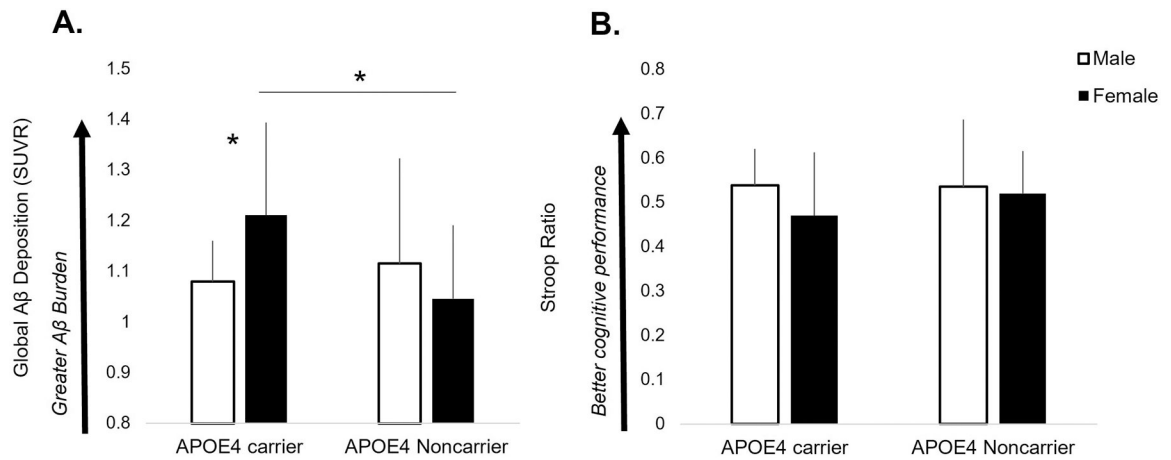 A.
Global Aβ Deposition (SUVR)
Greater Aβ Burden
1.5
1.4
1.3
1.2
1.1
1
0.9
0.8
*
*
APOE4 carrier
APOE4 Noncarrier
B.
Stroop Ratio
Better cognitive performance
0.8
0.7
0.6
0.5
0.4
0.3
0.2
0.1
0
APOE4 carrier
APOE4 Noncarrier
Male
Female